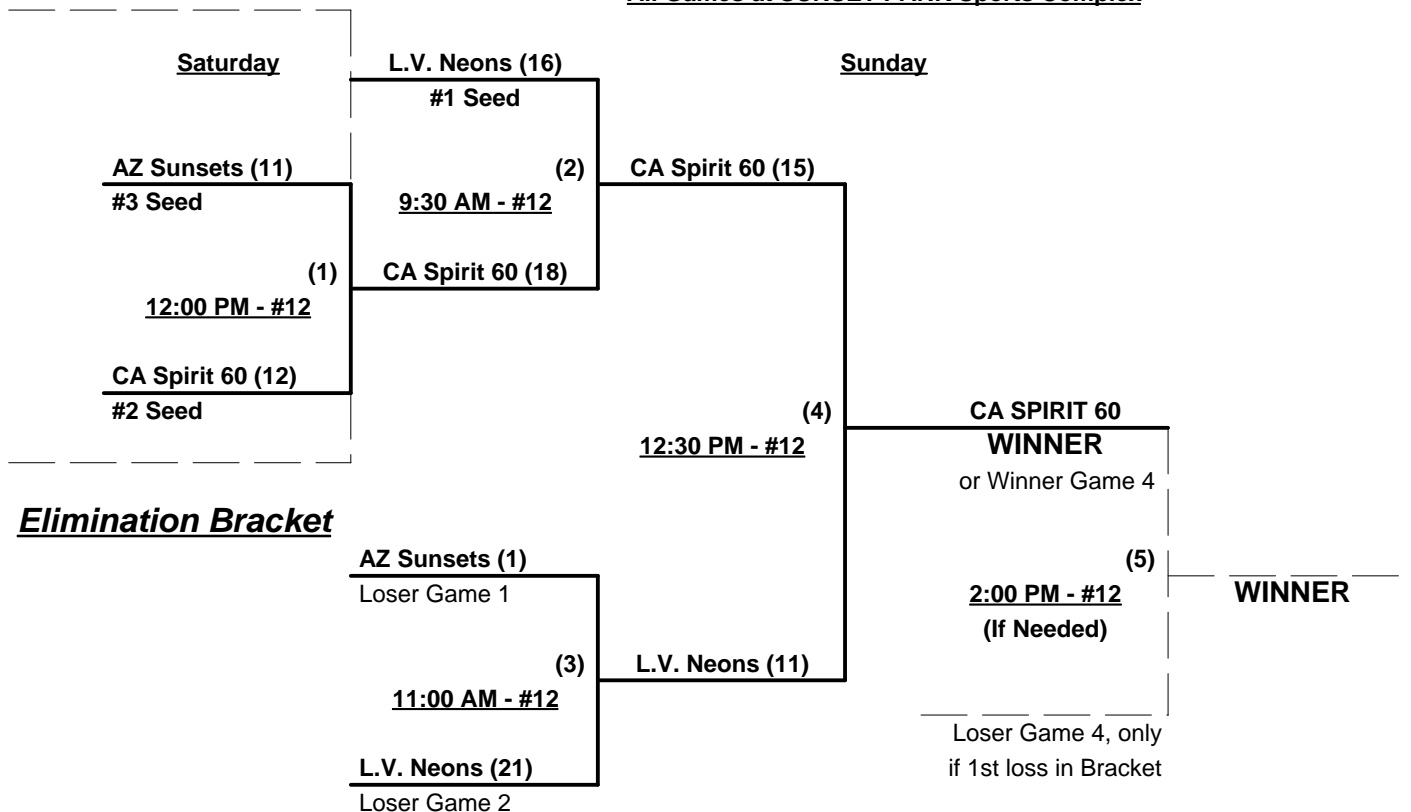 Saturday
L.V. Neons (16)
Sunday
#1 Seed
AZ Sunsets (11)
(2)
CA Spirit 60 (15)
#3 Seed
9:30 AM - #12
(1)
CA Spirit 60 (18)
12:00 PM - #12
CA Spirit 60 (12)
#2 Seed
(4)
CA SPIRIT 60
12:30 PM - #12
WINNER
or Winner Game 4
Elimination Bracket
AZ Sunsets (1)
Loser Game 1
(5)
2:00 PM - #12
WINNER
(If Needed)
(3)
L.V. Neons (11)
11:00 AM - #12
Loser Game 4, only
if 1st loss in Bracket
L.V. Neons (21)
Loser Game 2